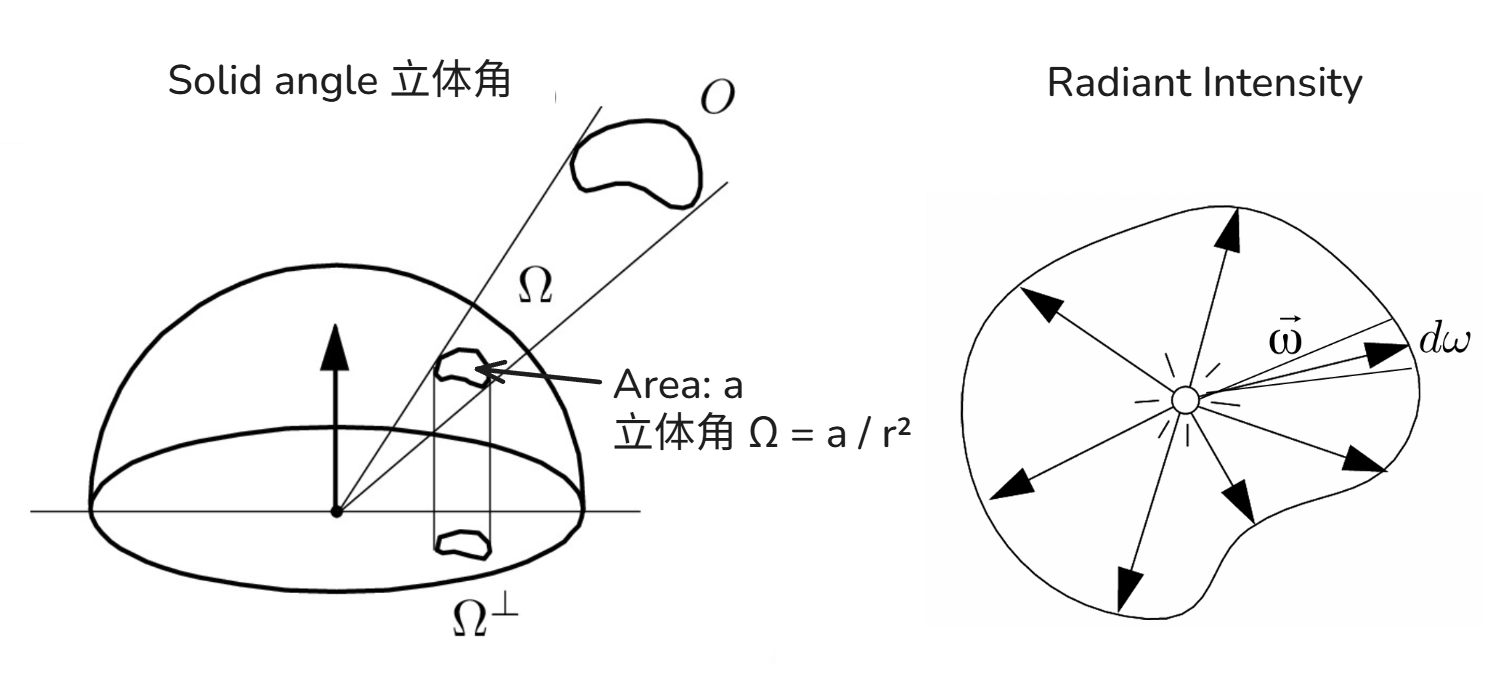 Solid angle 立体角
O
Ω
Area: a
立体角 Ω = a / r²
Ω⊥
Radiant Intensity
ω⃗
dω